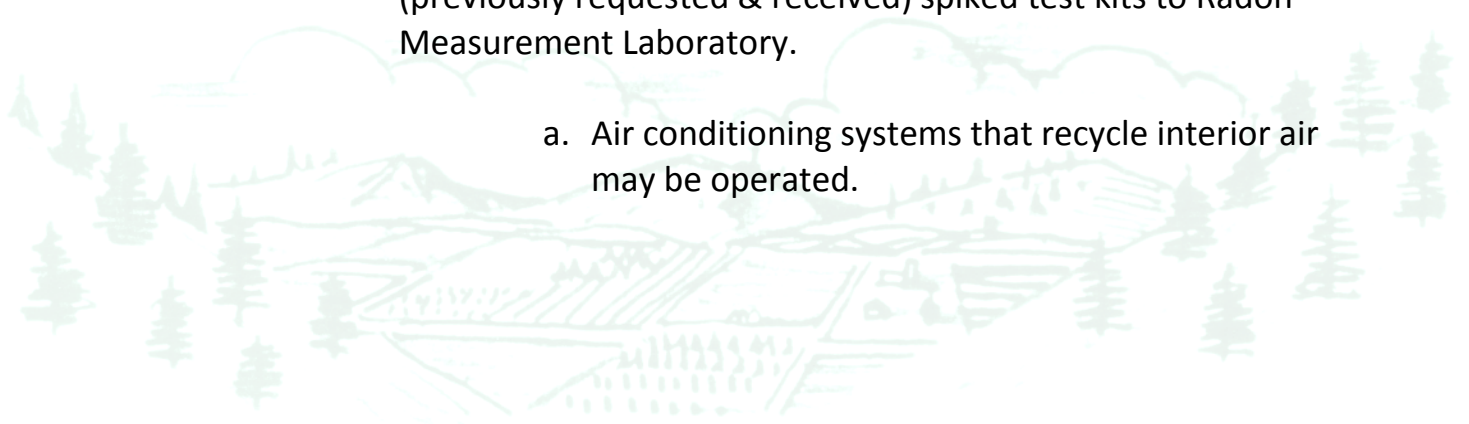 (previously requested & received) spiked test kits to Radon
Measurement Laboratory.
a. Air conditioning systems that recycle interior air
may be operated.